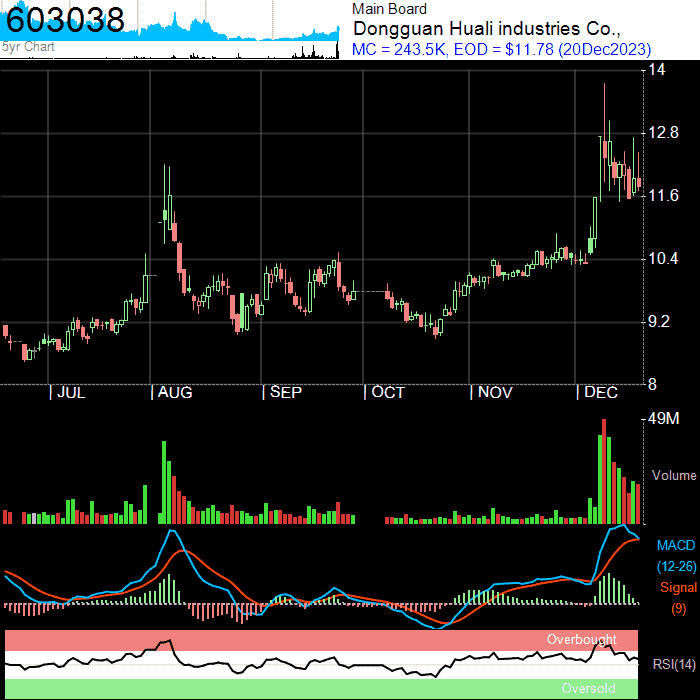 603038
5yr Chart
Main Board
Dongguan Huali industries Co.,
MC = 243.5K, EOD = $11.78 (20Dec2023)
14
12.8
11.6
10.4
9.2
8
JUL
AUG
SEP
OCT
NOV
DEC
49M
Volume
MACD
(12-26)
Signal
(9)
Overbought
RSI(14)
Oversold